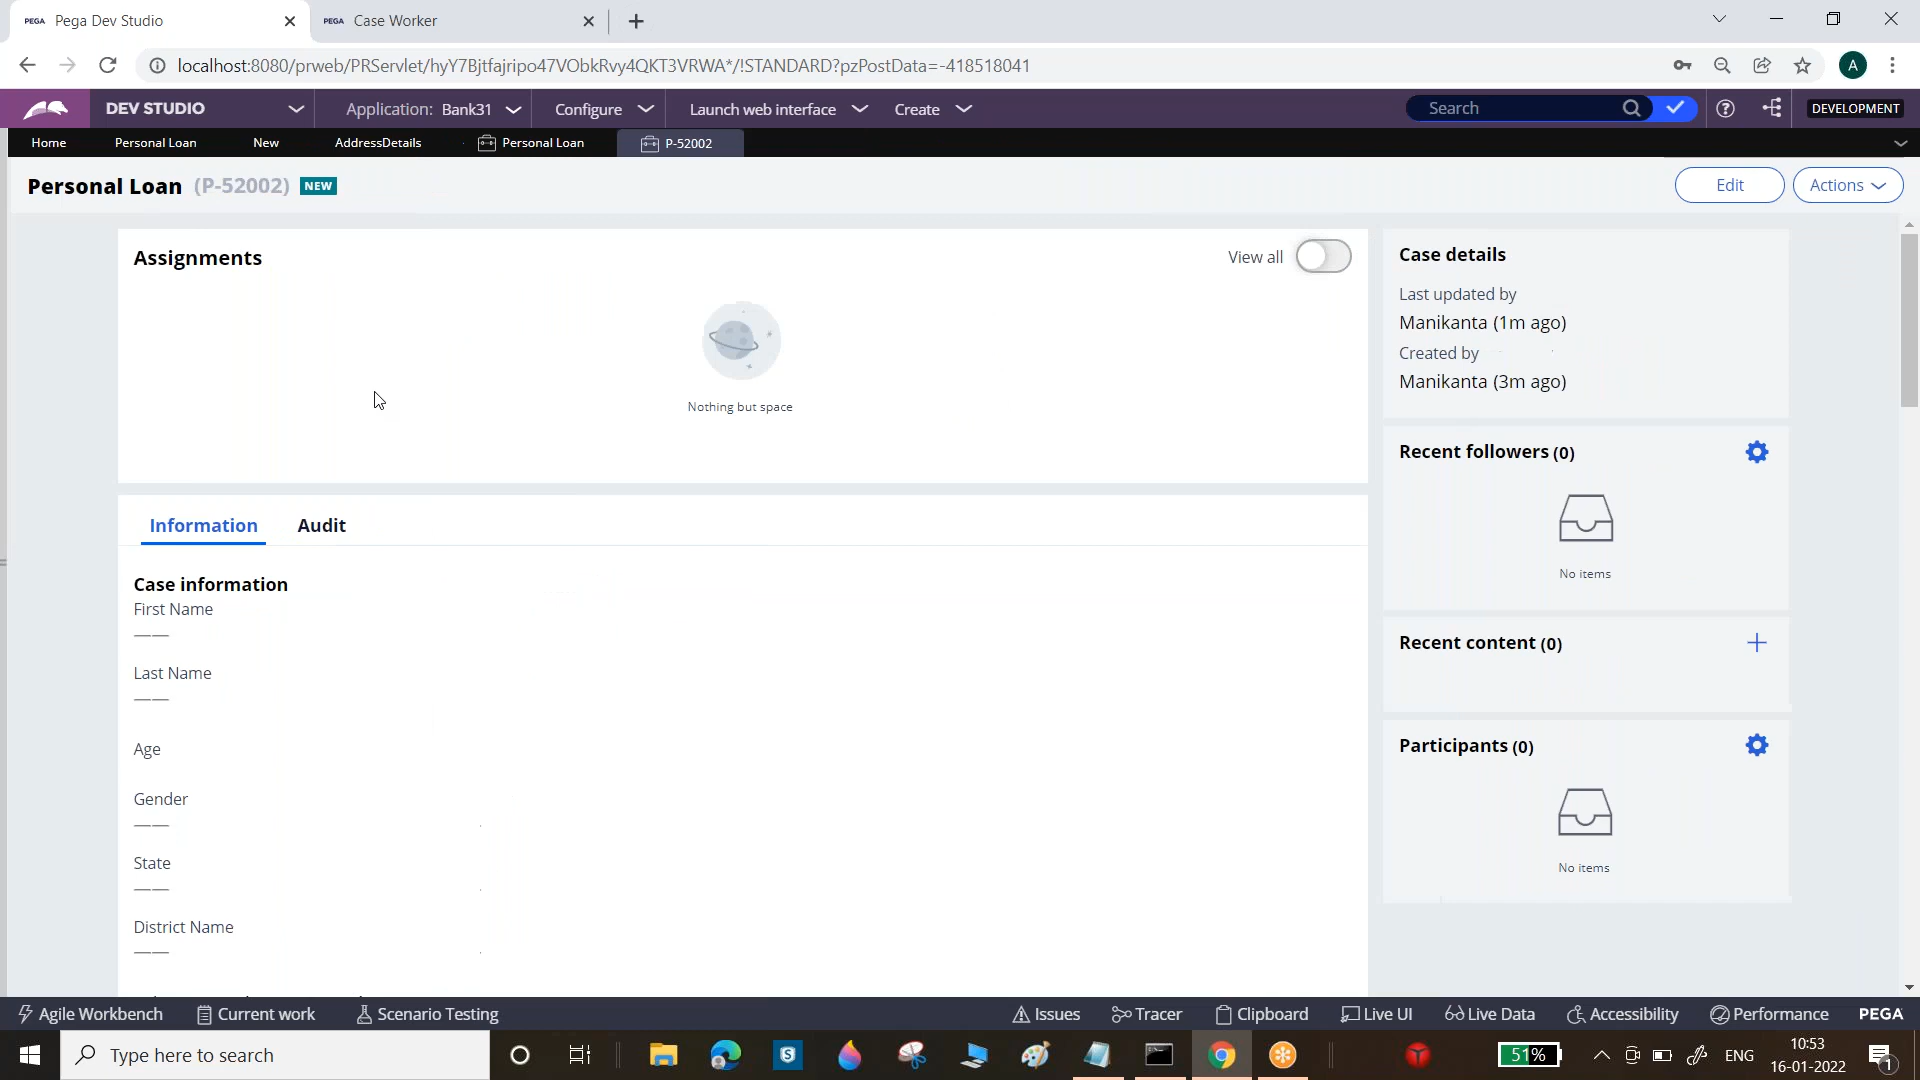 PEGA Pega Dev Studio
PEGA Case Worker
localhost:8080/prweb/PRServlet/hyY7Bjtfajripo47VObkRvy4QKT3VRWA*/!STANDARD?pzPostData=-418518041
A
DEV STUDIO
Application: Bank31
Configure
Launch web interface
Create
Search
DEVELOPMENT
Home
Personal Loan
New
AddressDetails
Personal Loan
P-52002
Personal Loan (P-52002) NEW
Edit
Actions
Assignments
View all
Nothing but space
Case details
Last updated by
Manikanta (1m ago)
Created by
Manikanta (3m ago)
Recent followers (0)
No items
Recent content (0)
Participants (0)
No items
Information
Audit
Case information
First Name
——
Last Name
——
Age
Gender
——
State
——
District Name
——
Agile Workbench
Current work
Scenario Testing
Issues
Tracer
Clipboard
Live UI
Live Data
Accessibility
Performance
PEGA
Type here to search
S
51%
ENG
10:53
16-01-2022
1